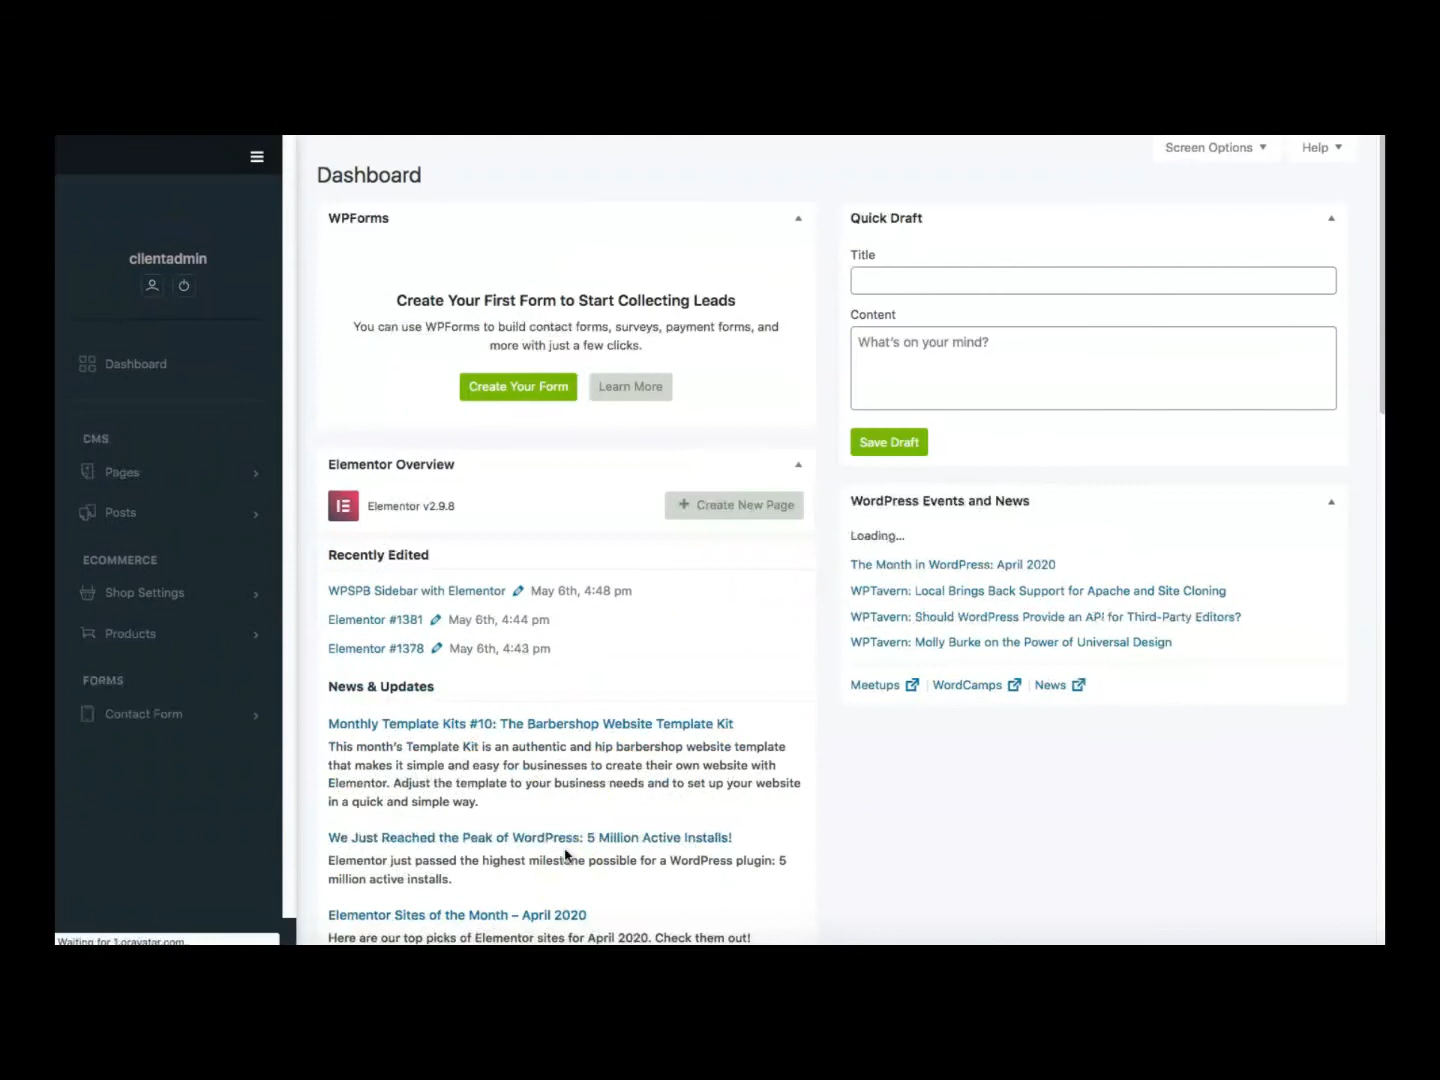 Screen Options
Help
Dashboard
clientadmin
Dashboard
CMS
Pages
Posts
ECOMMERCE
Shop Settings
Products
FORMS
Contact Form
WPForms
Create Your First Form to Start Collecting Leads
You can use WPForms to build contact forms, surveys, payment forms, and
more with just a few clicks.
Create Your Form
Learn More
Elementor Overview
Elementor v2.9.8
+ Create New Page
Recently Edited
WPSPB Sidebar with Elementor May 6th, 4:48 pm
Elementor #1381 May 6th, 4:44 pm
Elementor #1378 May 6th, 4:43 pm
News & Updates
Monthly Template Kits #10: The Barbershop Website Template Kit
This month's Template Kit is an authentic and hip barbershop website template
that makes it simple and easy for businesses to create their own website with
Elementor. Adjust the template to your business needs and to set up your website
in a quick and simple way.
We Just Reached the Peak of WordPress: 5 Million Active Installs!
Elementor just passed the highest milestone possible for a WordPress plugin: 5
million active installs.
Elementor Sites of the Month – April 2020
Here are our top picks of Elementor sites for April 2020. Check them out!
Quick Draft
Title
Content
What's on your mind?
Save Draft
WordPress Events and News
Loading...
The Month in WordPress: April 2020
WPTavern: Local Brings Back Support for Apache and Site Cloning
WPTavern: Should WordPress Provide an API for Third-Party Editors?
WPTavern: Molly Burke on the Power of Universal Design
Meetups | WordCamps | News
Waiting for 1.gravatar.com...